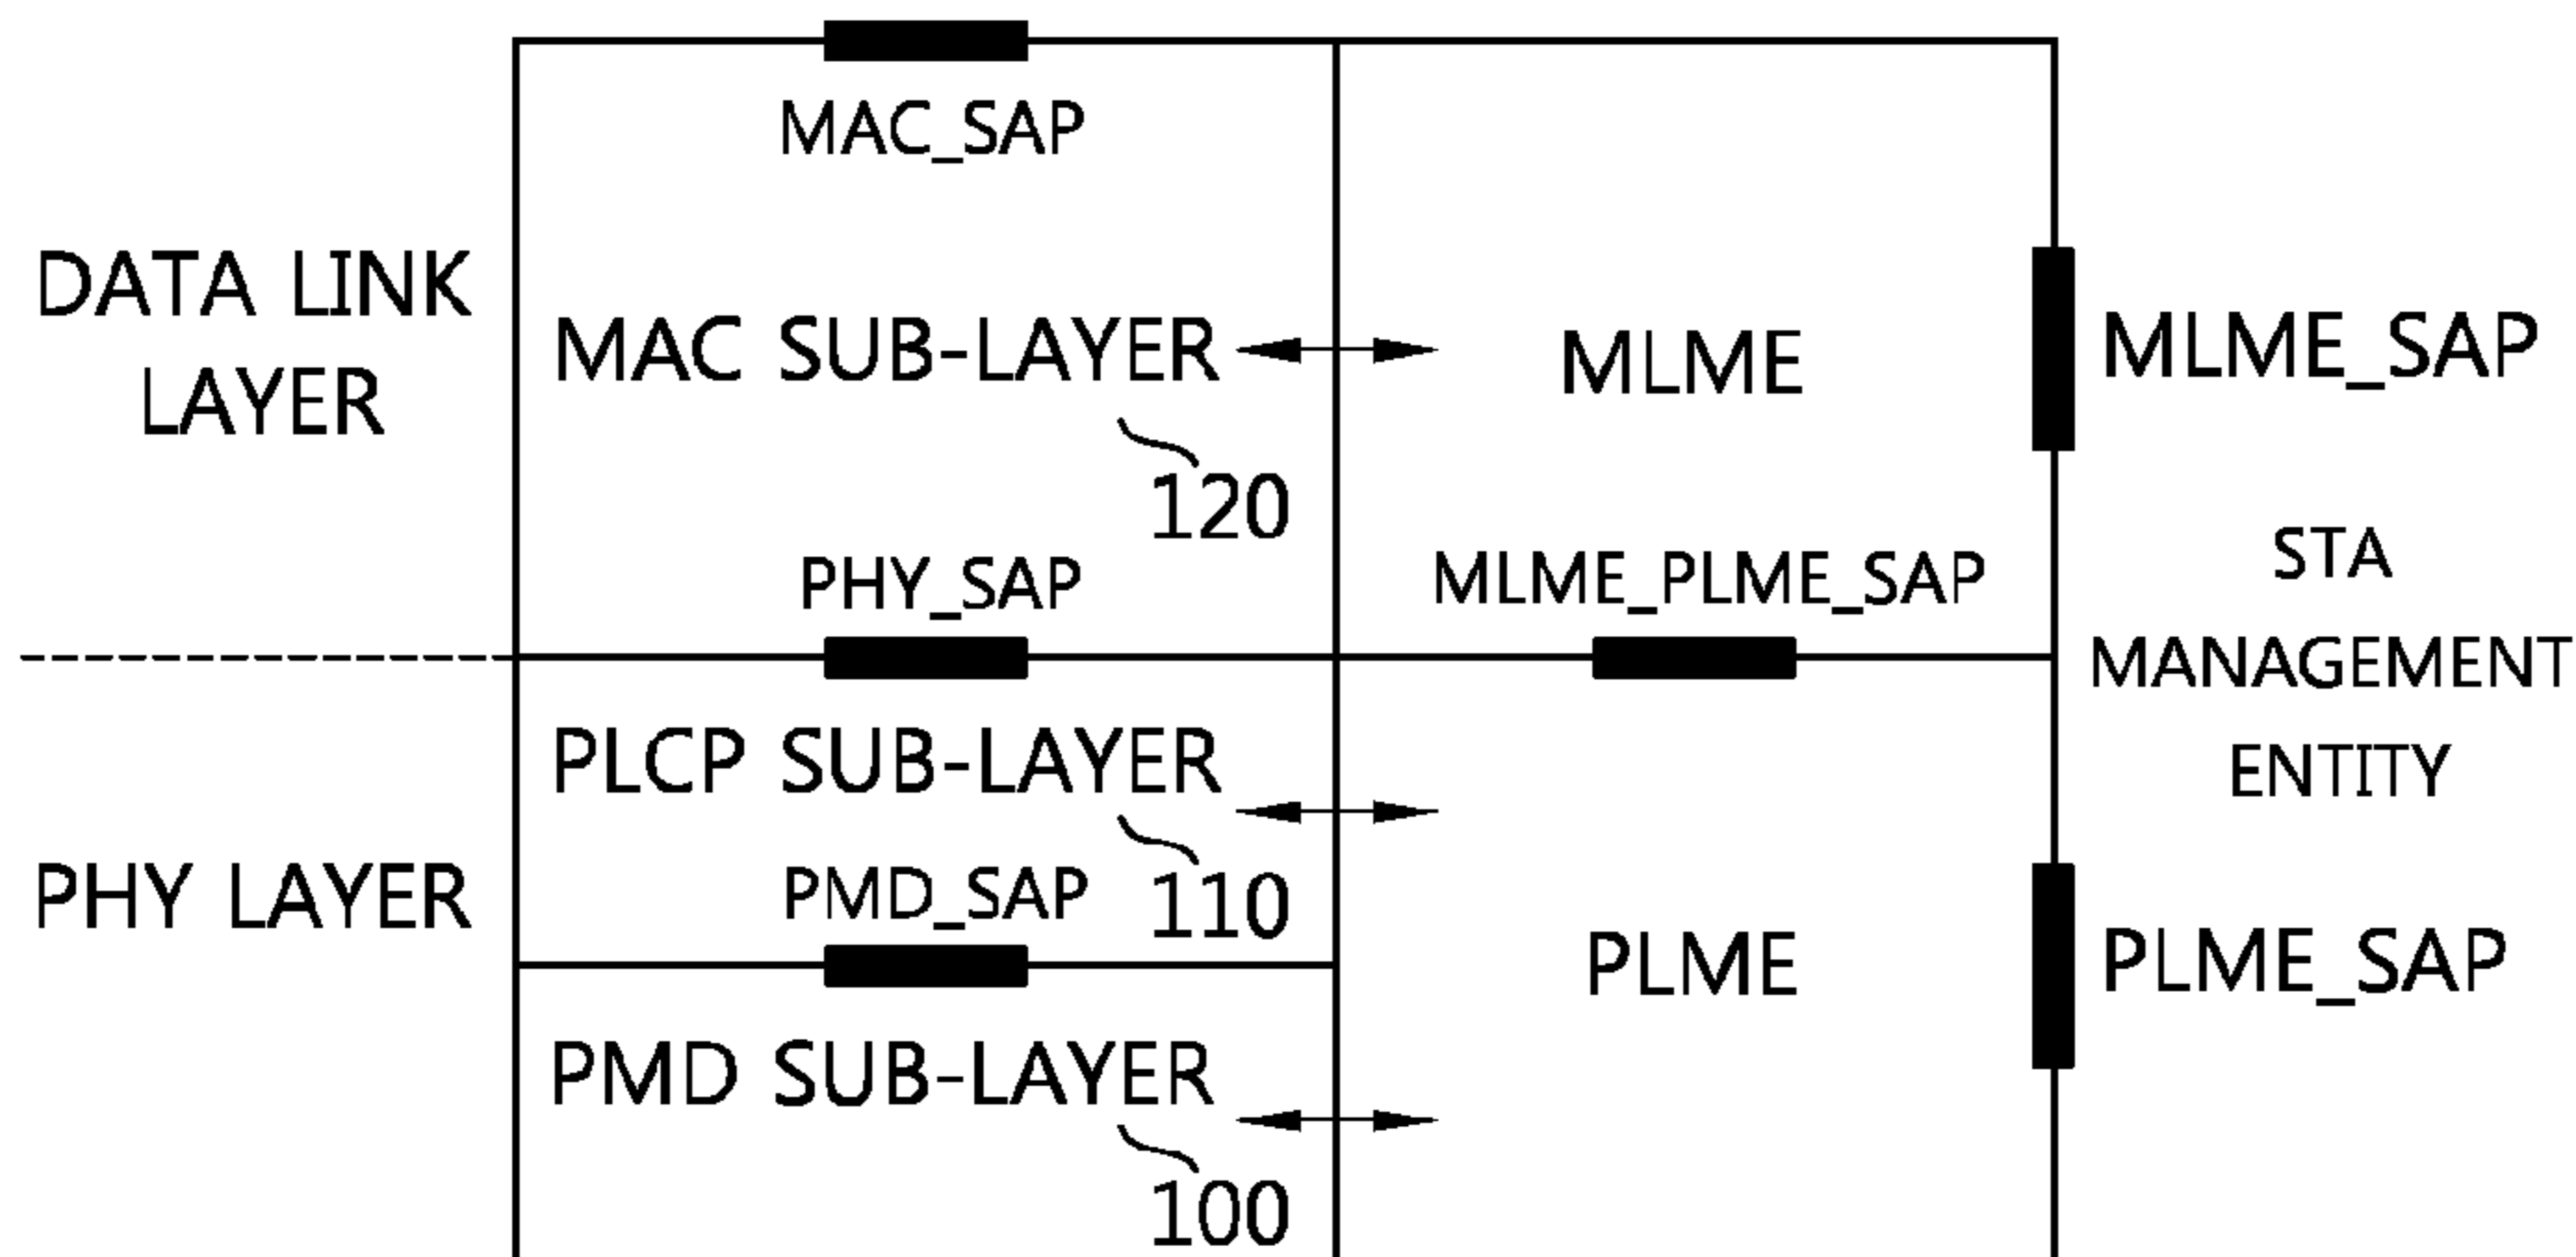 MAC_SAP
DATA LINK
LAYER
MAC SUB-LAYER
MLME
MLME_SAP
120
PHY_SAP
MLME_PLME_SAP
STA
MANAGEMENT
ENTITY
PLCP SUB-LAYER
110
PHY LAYER
PMD_SAP
PLME
PLME_SAP
PMD SUB-LAYER
100